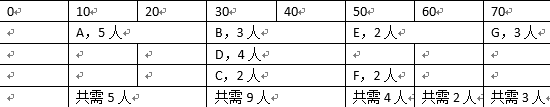 0 10 20 30 40 50 60 70
A，5人 B，3人 E，2人 G，3人
D，4人
C，2人 F，2人
共需5人 共需9人 共需4人 共需2人 共需3人